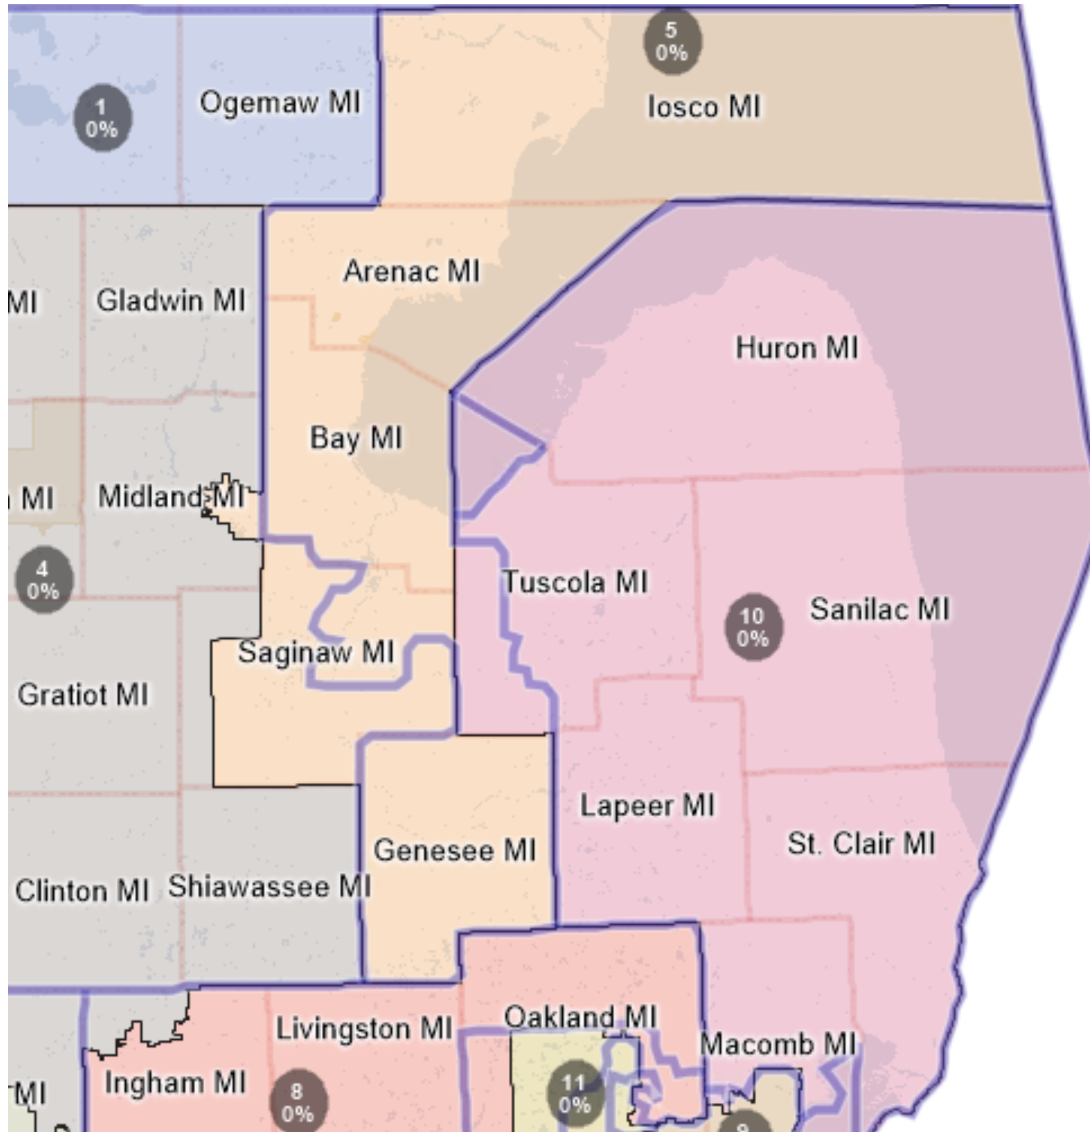 5
0%
1
0%
Ogemaw MI
Iosco MI
Arenac MI
MI
Gladwin MI
Huron MI
Bay MI
MI
Midland MI
4
0%
Tuscola MI
10
0%
Sanilac MI
Saginaw MI
Gratiot MI
Lapeer MI
St. Clair MI
Genesee MI
Clinton MI
Shiawassee MI
Oakland MI
Livingston MI
Macomb MI
Ingham MI
MI
8
0%
11
0%
9